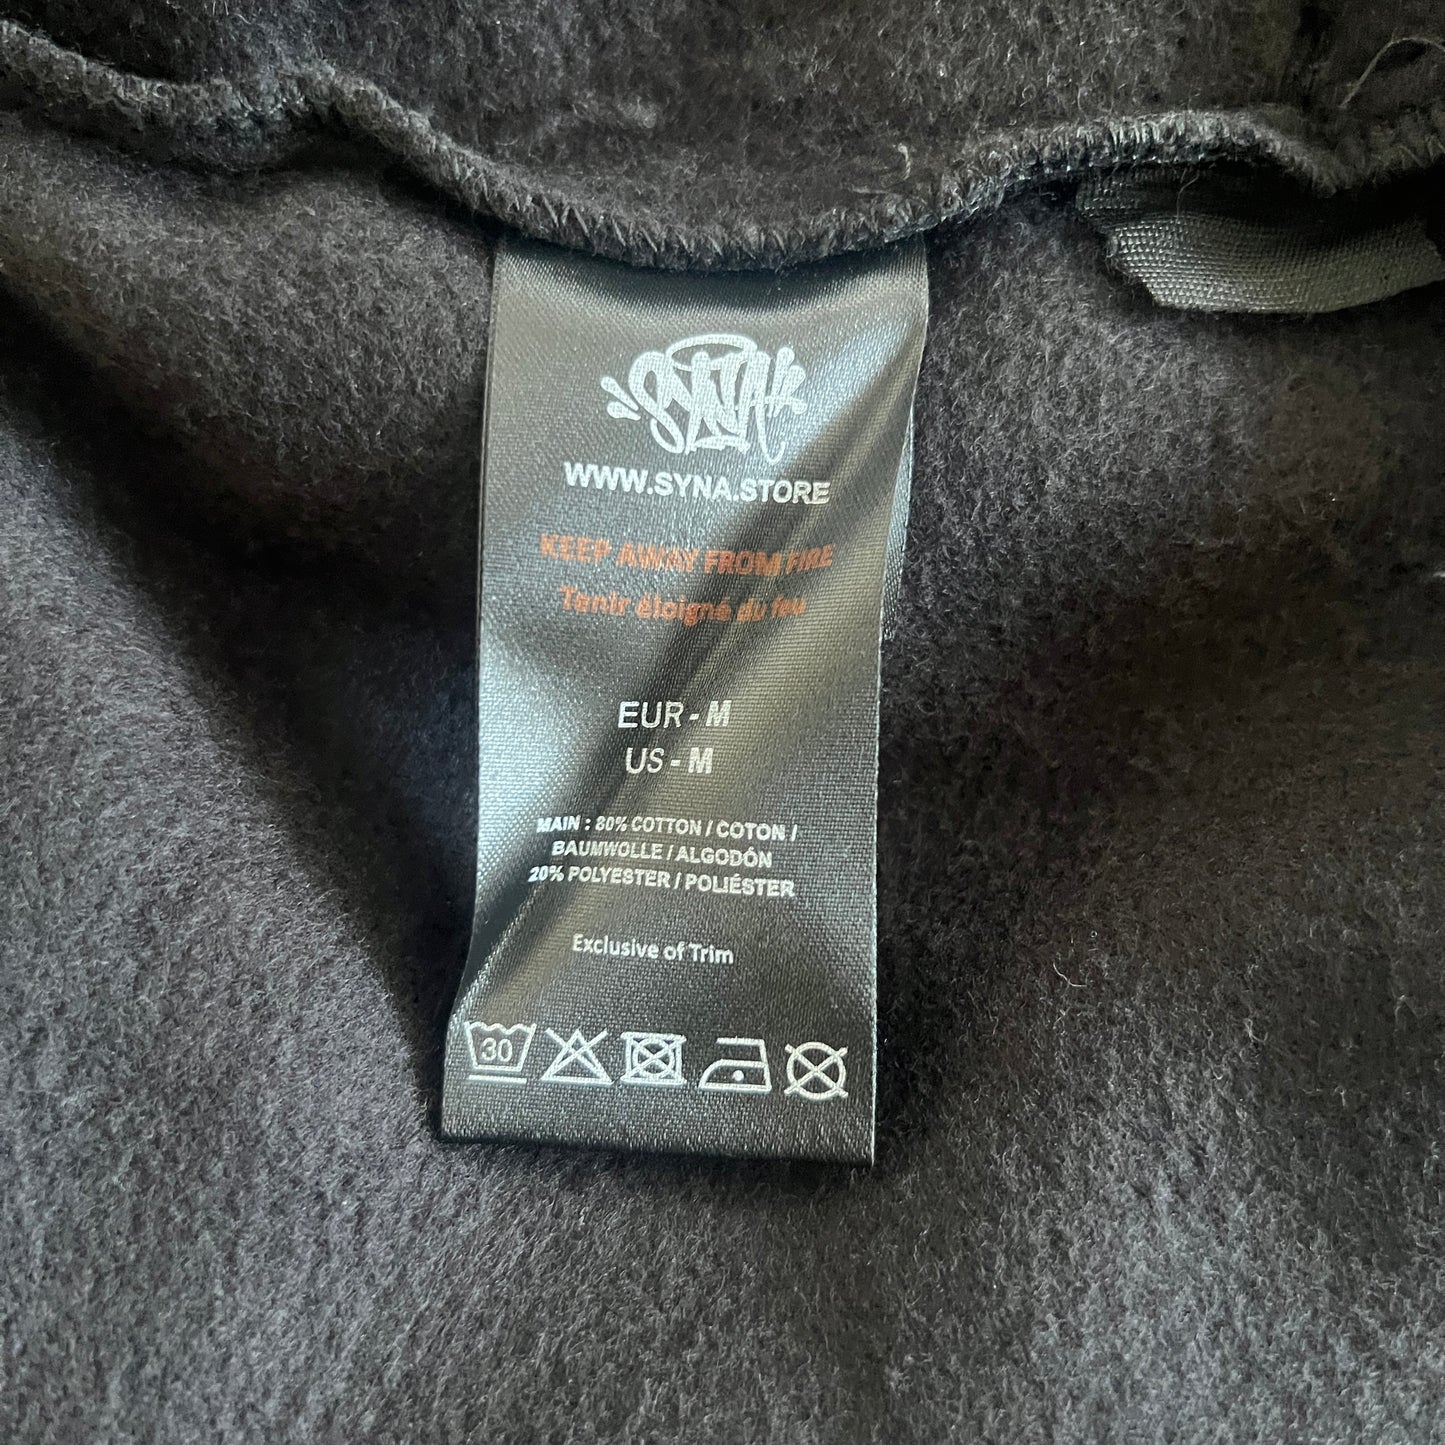 SYNA
WWW.SYNA.STORE
KEEP AWAY FROM FIRE
Tenir éloigné du feu
EUR - M
US - M
MAIN : 80% COTTON / COTON /
BAUMWOLLE / ALGODÓN
20% POLYESTER / POLIÉSTER
Exclusive of Trim
30